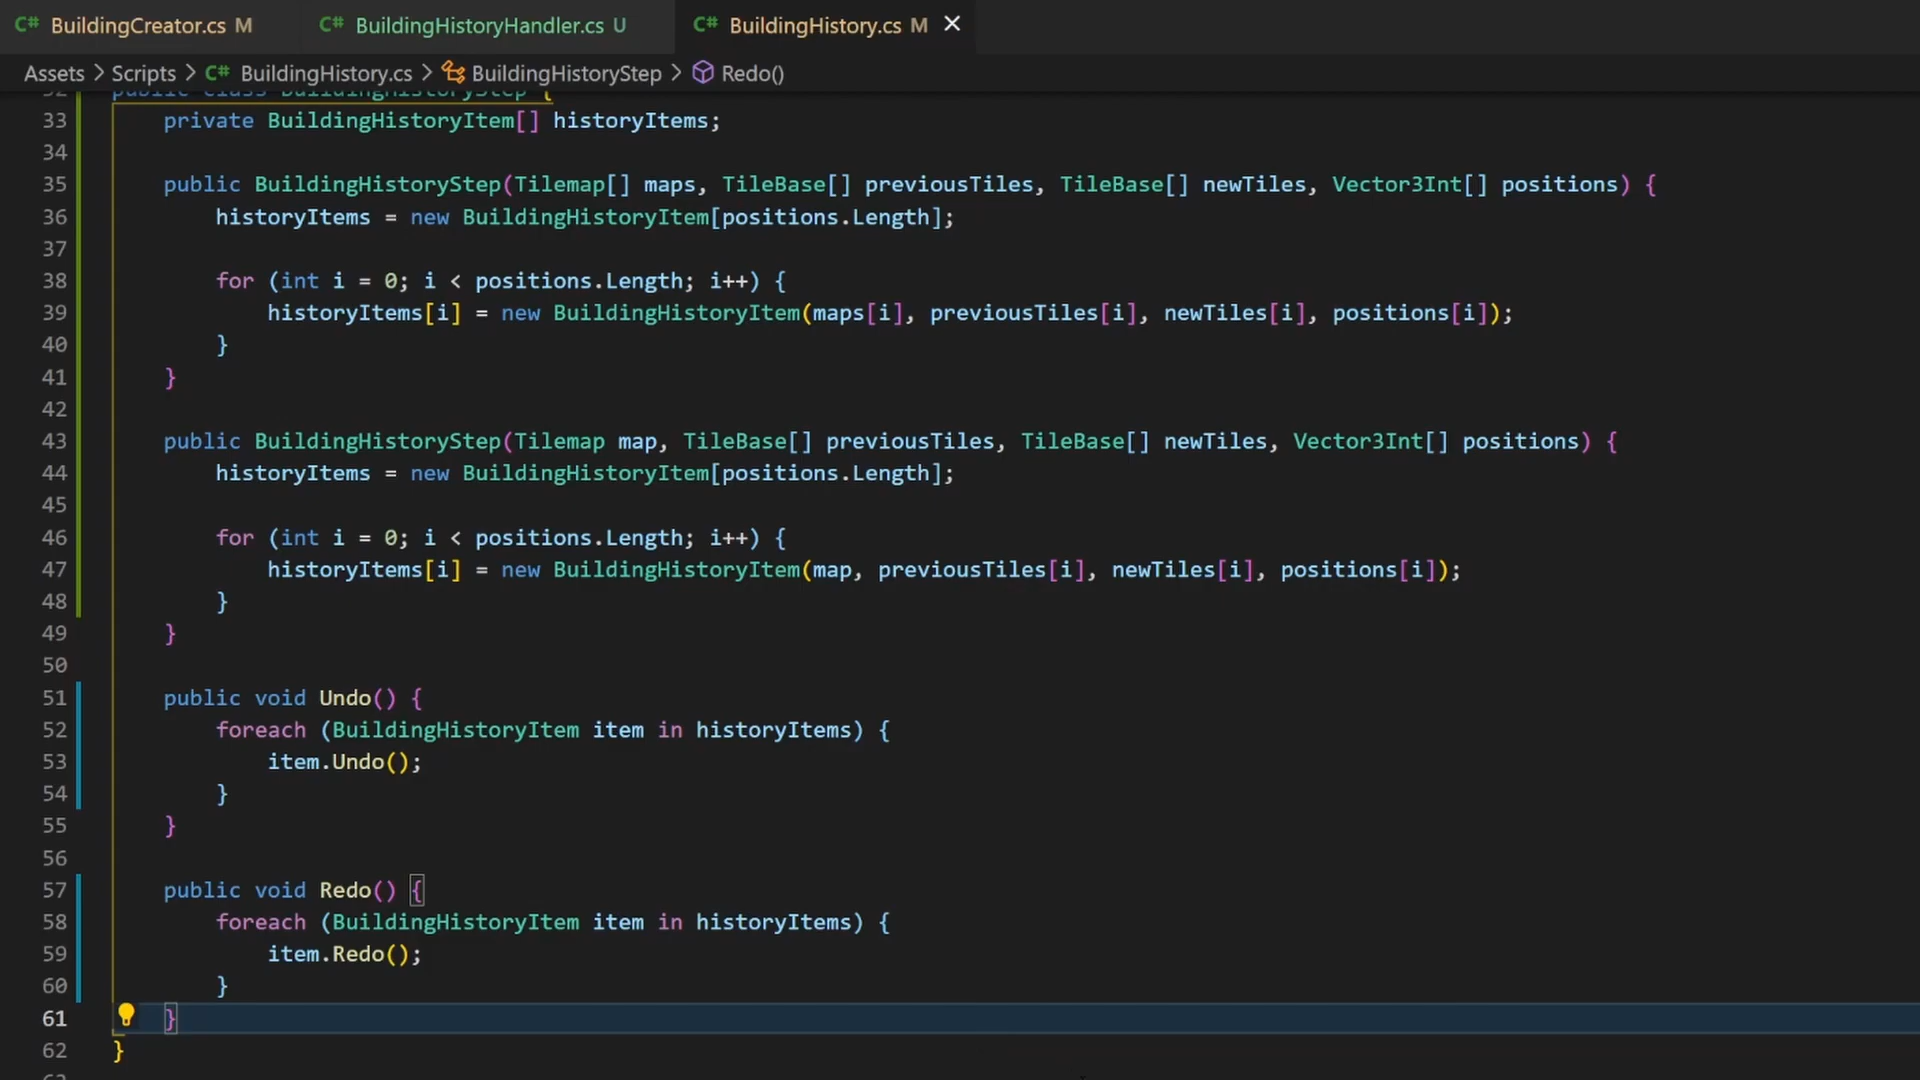 C# BuildingCreator.cs M C# BuildingHistoryHandler.cs U C# BuildingHistory.cs M ×
Assets > Scripts > C# BuildingHistory.cs > BuildingHistoryStep > Redo()
32 public class BuildingHistoryStep {
33 private BuildingHistoryItem[] historyItems;
34
35 public BuildingHistoryStep(Tilemap[] maps, TileBase[] previousTiles, TileBase[] newTiles, Vector3Int[] positions) {
36 historyItems = new BuildingHistoryItem[positions.Length];
37
38 for (int i = 0; i < positions.Length; i++) {
39 historyItems[i] = new BuildingHistoryItem(maps[i], previousTiles[i], newTiles[i], positions[i]);
40 }
41 }
42
43 public BuildingHistoryStep(Tilemap map, TileBase[] previousTiles, TileBase[] newTiles, Vector3Int[] positions) {
44 historyItems = new BuildingHistoryItem[positions.Length];
45
46 for (int i = 0; i < positions.Length; i++) {
47 historyItems[i] = new BuildingHistoryItem(map, previousTiles[i], newTiles[i], positions[i]);
48 }
49 }
50
51 public void Undo() {
52 foreach (BuildingHistoryItem item in historyItems) {
53 item.Undo();
54 }
55 }
56
57 public void Redo() {
58 foreach (BuildingHistoryItem item in historyItems) {
59 item.Redo();
60 }
61 }
62 }